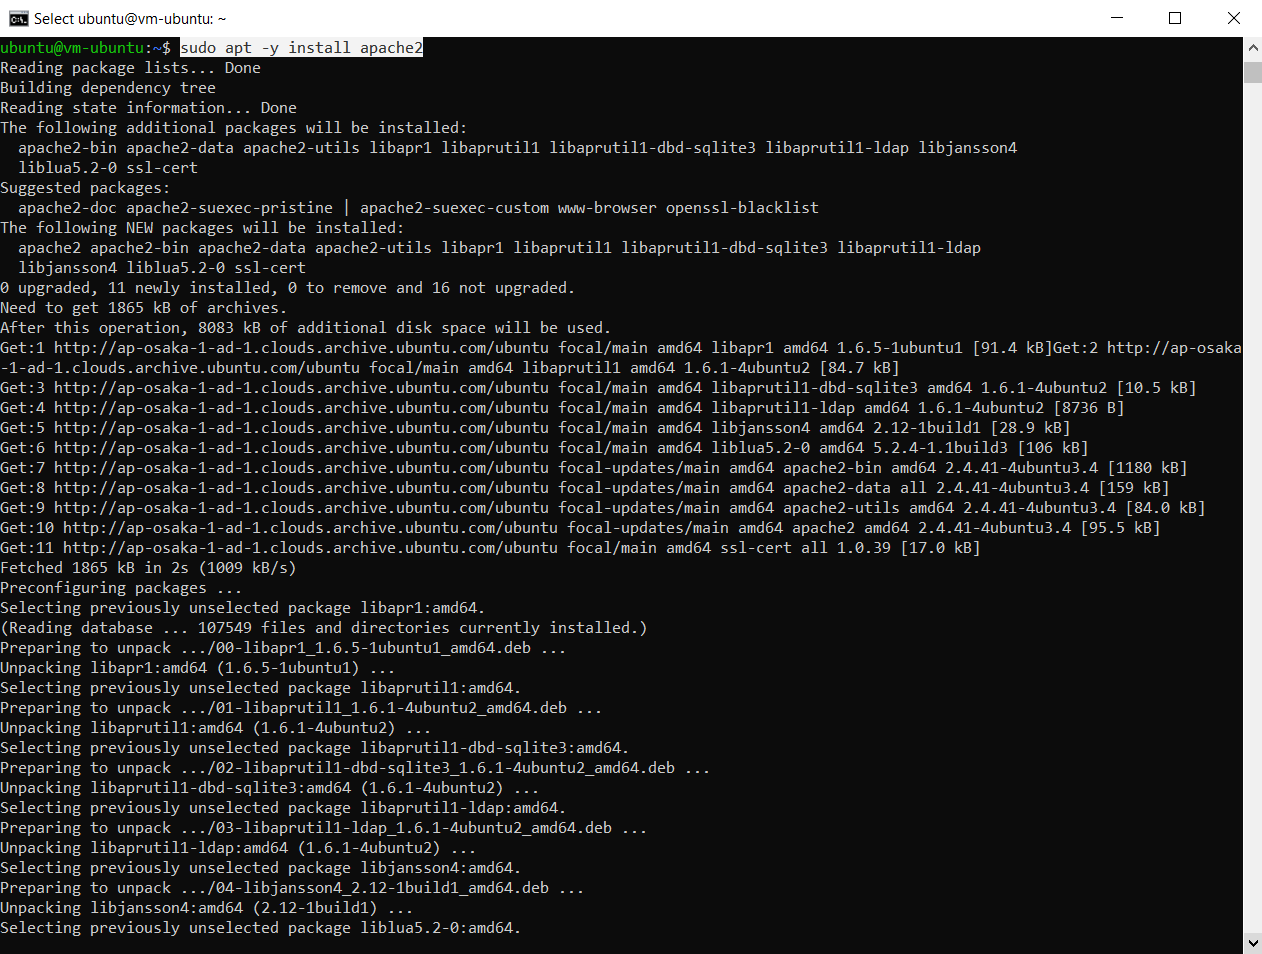 Select ubuntu@vm-ubuntu: ~
ubuntu@vm-ubuntu:~$ sudo apt -y install apache2
Reading package lists... Done
Building dependency tree
Reading state information... Done
The following additional packages will be installed:
  apache2-bin apache2-data apache2-utils libapr1 libaprutil1 libaprutil1-dbd-sqlite3 libaprutil1-ldap libjansson4
  liblua5.2-0 ssl-cert
Suggested packages:
  apache2-doc apache2-suexec-pristine | apache2-suexec-custom www-browser openssl-blacklist
The following NEW packages will be installed:
  apache2 apache2-bin apache2-data apache2-utils libapr1 libaprutil1 libaprutil1-dbd-sqlite3 libaprutil1-ldap
  libjansson4 liblua5.2-0 ssl-cert
0 upgraded, 11 newly installed, 0 to remove and 16 not upgraded.
Need to get 1865 kB of archives.
After this operation, 8083 kB of additional disk space will be used.
Get:1 http://ap-osaka-1-ad-1.clouds.archive.ubuntu.com/ubuntu focal/main amd64 libapr1 amd64 1.6.5-1ubuntu1 [91.4 kB]Get:2 http://ap-osaka
-1-ad-1.clouds.archive.ubuntu.com/ubuntu focal/main amd64 libaprutil1 amd64 1.6.1-4ubuntu2 [84.7 kB]
Get:3 http://ap-osaka-1-ad-1.clouds.archive.ubuntu.com/ubuntu focal/main amd64 libaprutil1-dbd-sqlite3 amd64 1.6.1-4ubuntu2 [10.5 kB]
Get:4 http://ap-osaka-1-ad-1.clouds.archive.ubuntu.com/ubuntu focal/main amd64 libaprutil1-ldap amd64 1.6.1-4ubuntu2 [8736 B]
Get:5 http://ap-osaka-1-ad-1.clouds.archive.ubuntu.com/ubuntu focal/main amd64 libjansson4 amd64 2.12-1build1 [28.9 kB]
Get:6 http://ap-osaka-1-ad-1.clouds.archive.ubuntu.com/ubuntu focal/main amd64 liblua5.2-0 amd64 5.2.4-1.1build3 [106 kB]
Get:7 http://ap-osaka-1-ad-1.clouds.archive.ubuntu.com/ubuntu focal-updates/main amd64 apache2-bin amd64 2.4.41-4ubuntu3.4 [1180 kB]
Get:8 http://ap-osaka-1-ad-1.clouds.archive.ubuntu.com/ubuntu focal-updates/main amd64 apache2-data all 2.4.41-4ubuntu3.4 [159 kB]
Get:9 http://ap-osaka-1-ad-1.clouds.archive.ubuntu.com/ubuntu focal-updates/main amd64 apache2-utils amd64 2.4.41-4ubuntu3.4 [84.0 kB]
Get:10 http://ap-osaka-1-ad-1.clouds.archive.ubuntu.com/ubuntu focal-updates/main amd64 apache2 amd64 2.4.41-4ubuntu3.4 [95.5 kB]
Get:11 http://ap-osaka-1-ad-1.clouds.archive.ubuntu.com/ubuntu focal/main amd64 ssl-cert all 1.0.39 [17.0 kB]
Fetched 1865 kB in 2s (1009 kB/s)
Preconfiguring packages ...
Selecting previously unselected package libapr1:amd64.
(Reading database ... 107549 files and directories currently installed.)
Preparing to unpack .../00-libapr1_1.6.5-1ubuntu1_amd64.deb ...
Unpacking libapr1:amd64 (1.6.5-1ubuntu1) ...
Selecting previously unselected package libaprutil1:amd64.
Preparing to unpack .../01-libaprutil1_1.6.1-4ubuntu2_amd64.deb ...
Unpacking libaprutil1:amd64 (1.6.1-4ubuntu2) ...
Selecting previously unselected package libaprutil1-dbd-sqlite3:amd64.
Preparing to unpack .../02-libaprutil1-dbd-sqlite3_1.6.1-4ubuntu2_amd64.deb ...
Unpacking libaprutil1-dbd-sqlite3:amd64 (1.6.1-4ubuntu2) ...
Selecting previously unselected package libaprutil1-ldap:amd64.
Preparing to unpack .../03-libaprutil1-ldap_1.6.1-4ubuntu2_amd64.deb ...
Unpacking libaprutil1-ldap:amd64 (1.6.1-4ubuntu2) ...
Selecting previously unselected package libjansson4:amd64.
Preparing to unpack .../04-libjansson4_2.12-1build1_amd64.deb ...
Unpacking libjansson4:amd64 (2.12-1build1) ...
Selecting previously unselected package liblua5.2-0:amd64.